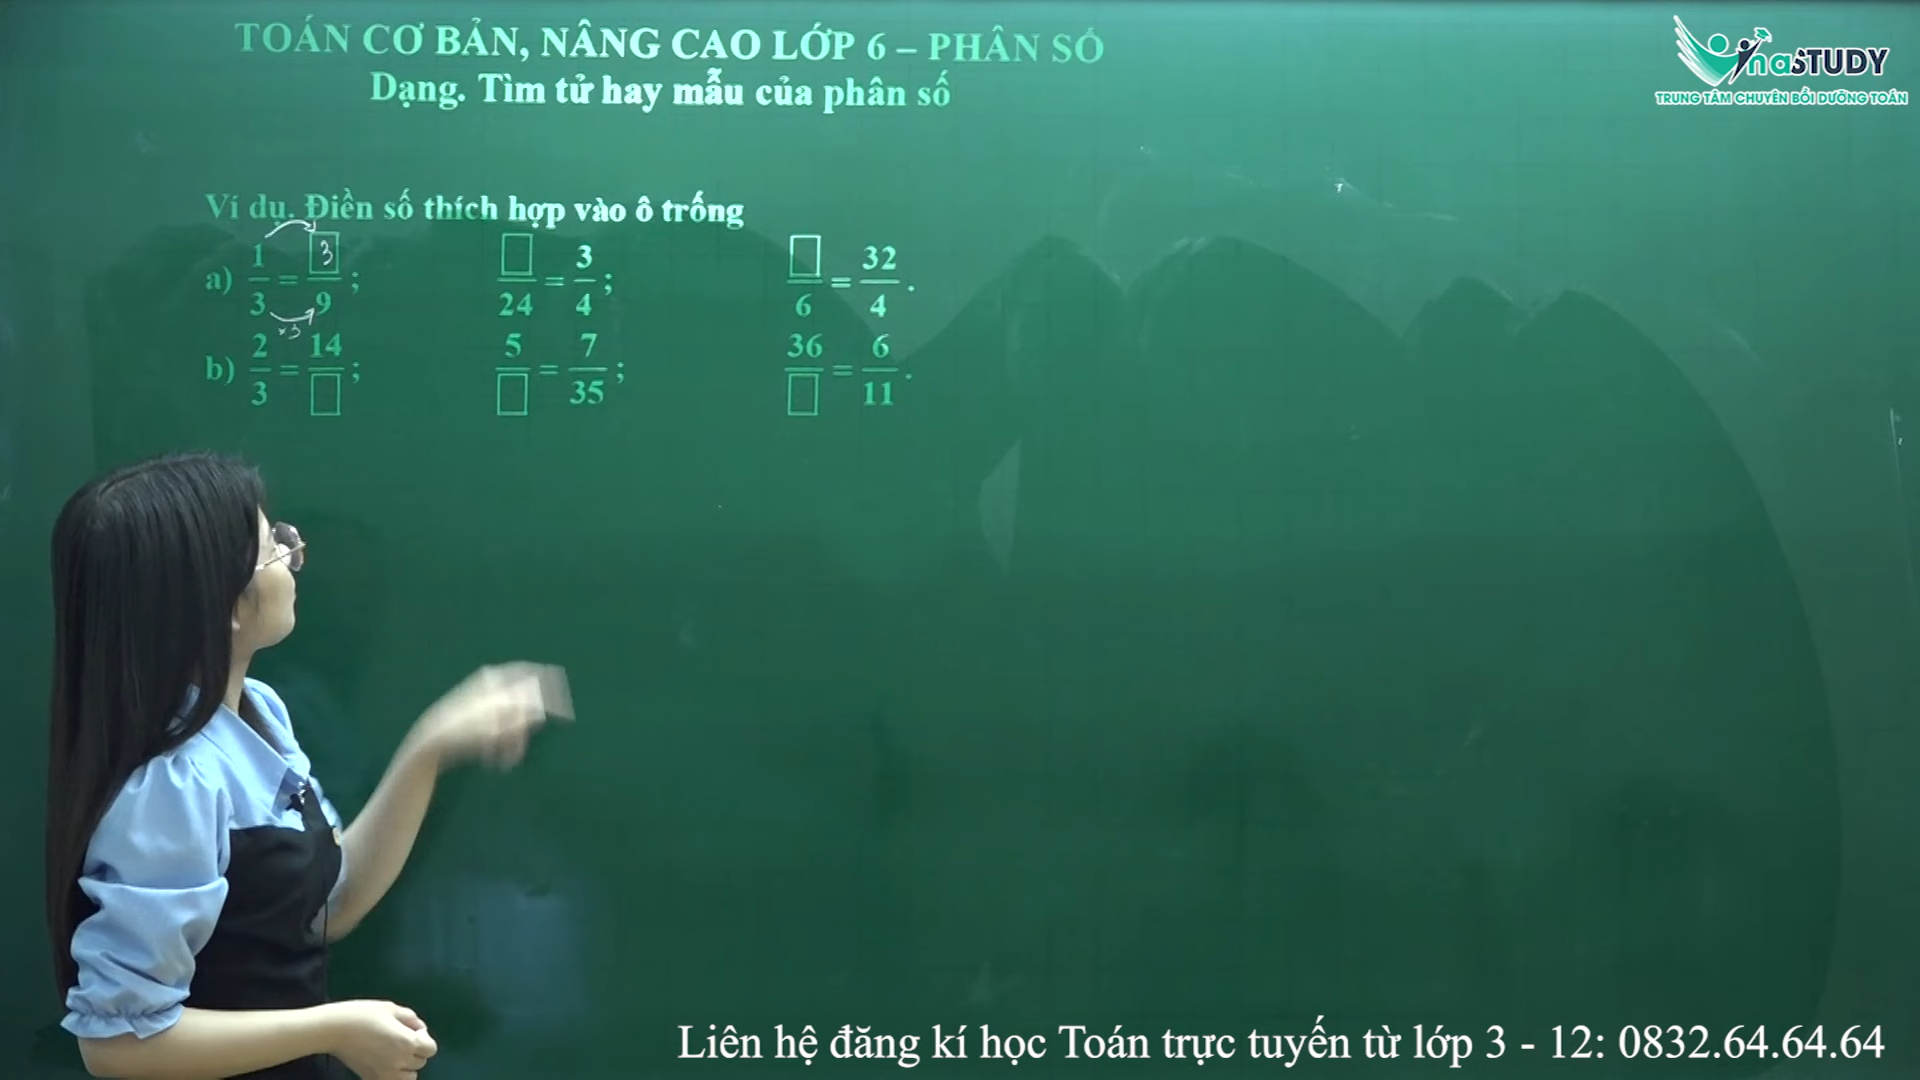 TOÁN CƠ BẢN, NÂNG CAO LỚP 6 – PHÂN SỐ
Dạng. Tìm tử hay mẫu của phân số
VinaSTUDY
TRUNG TÂM CHUYÊN BỒI DƯỠNG TOÁN
Ví dụ. Điền số thích hợp vào ô trống
a) 1/3 = 3/9 ; □/24 = 3/4 ; □/6 = 32/4 .
×3
b) 2/3 = 14/□ ; 5/□ = 7/35 ; 36/□ = 6/11 .
Liên hệ đăng kí học Toán trực tuyến từ lớp 3 - 12: 0832.64.64.64